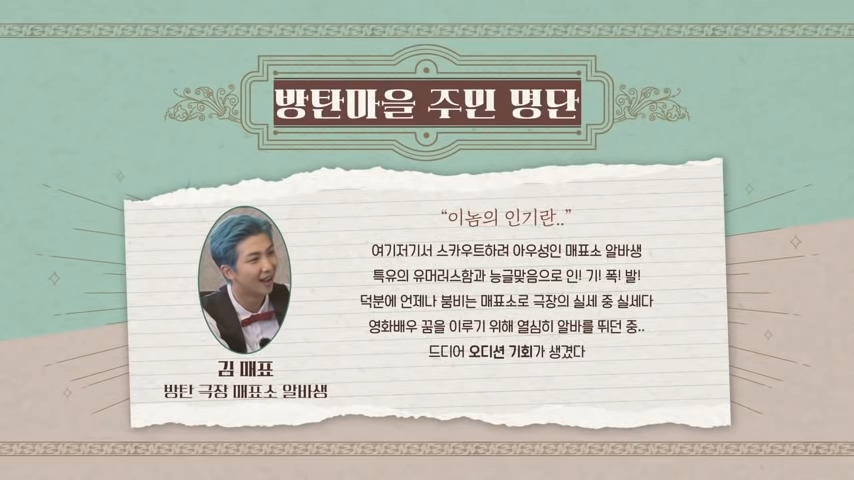 방탄마을 주민 명단
“이놈의 인기란..”
여기저기서 스카우트하려 아우성인 매표소 알바생
특유의 유머러스함과 능글맞음으로 인! 기! 폭! 발!
덕분에 언제나 붐비는 매표소로 극장의 실세 중 실세다
영화배우 꿈을 이루기 위해 열심히 알바를 뛰던 중..
드디어 오디션 기회가 생겼다
김 매표
방탄 극장 매표소 알바생